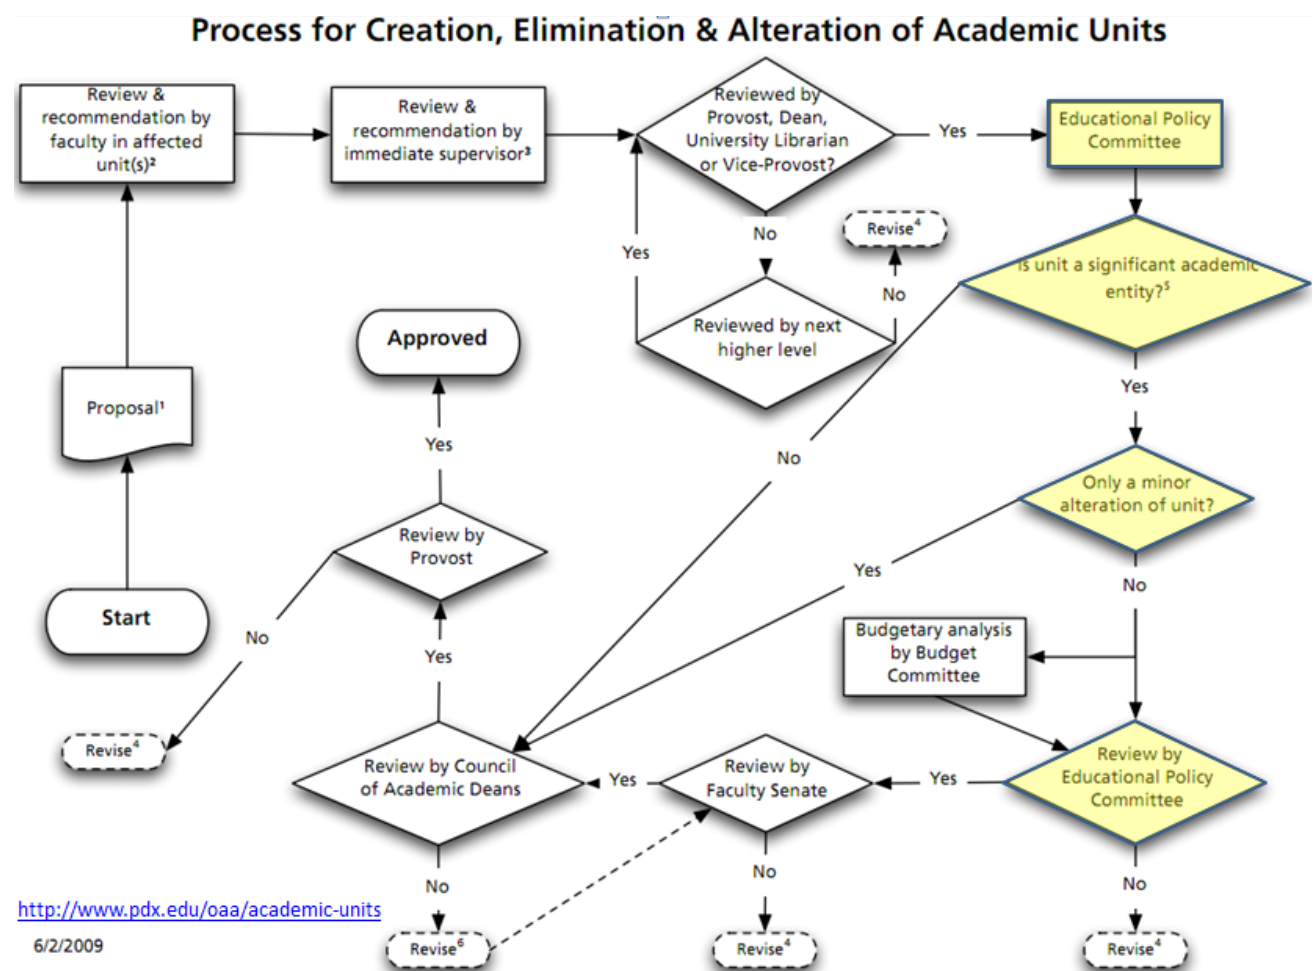 Process for Creation, Elimination & Alteration of Academic Units
Review &
recommendation by
faculty in affected
unit(s)²
Review &
recommendation by
immediate supervisor³
Reviewed by
Provost, Dean,
University Librarian
or Vice-Provost?
Yes
Educational Policy
Committee
No
Yes
Revise⁴
No
Reviewed by next
higher level
Is unit a significant academic
entity?⁵
Yes
No
Approved
Proposal¹
Yes
Only a minor
alteration of unit?
Yes
No
Review by
Provost
Start
No
Yes
Budgetary analysis
by Budget
Committee
Revise⁴
Review by Council
of Academic Deans
Yes
Review by
Faculty Senate
Yes
Review by
Educational Policy
Committee
No
No
No
http://www.pdx.edu/oaa/academic-units
6/2/2009
Revise⁶
Revise⁴
Revise⁴